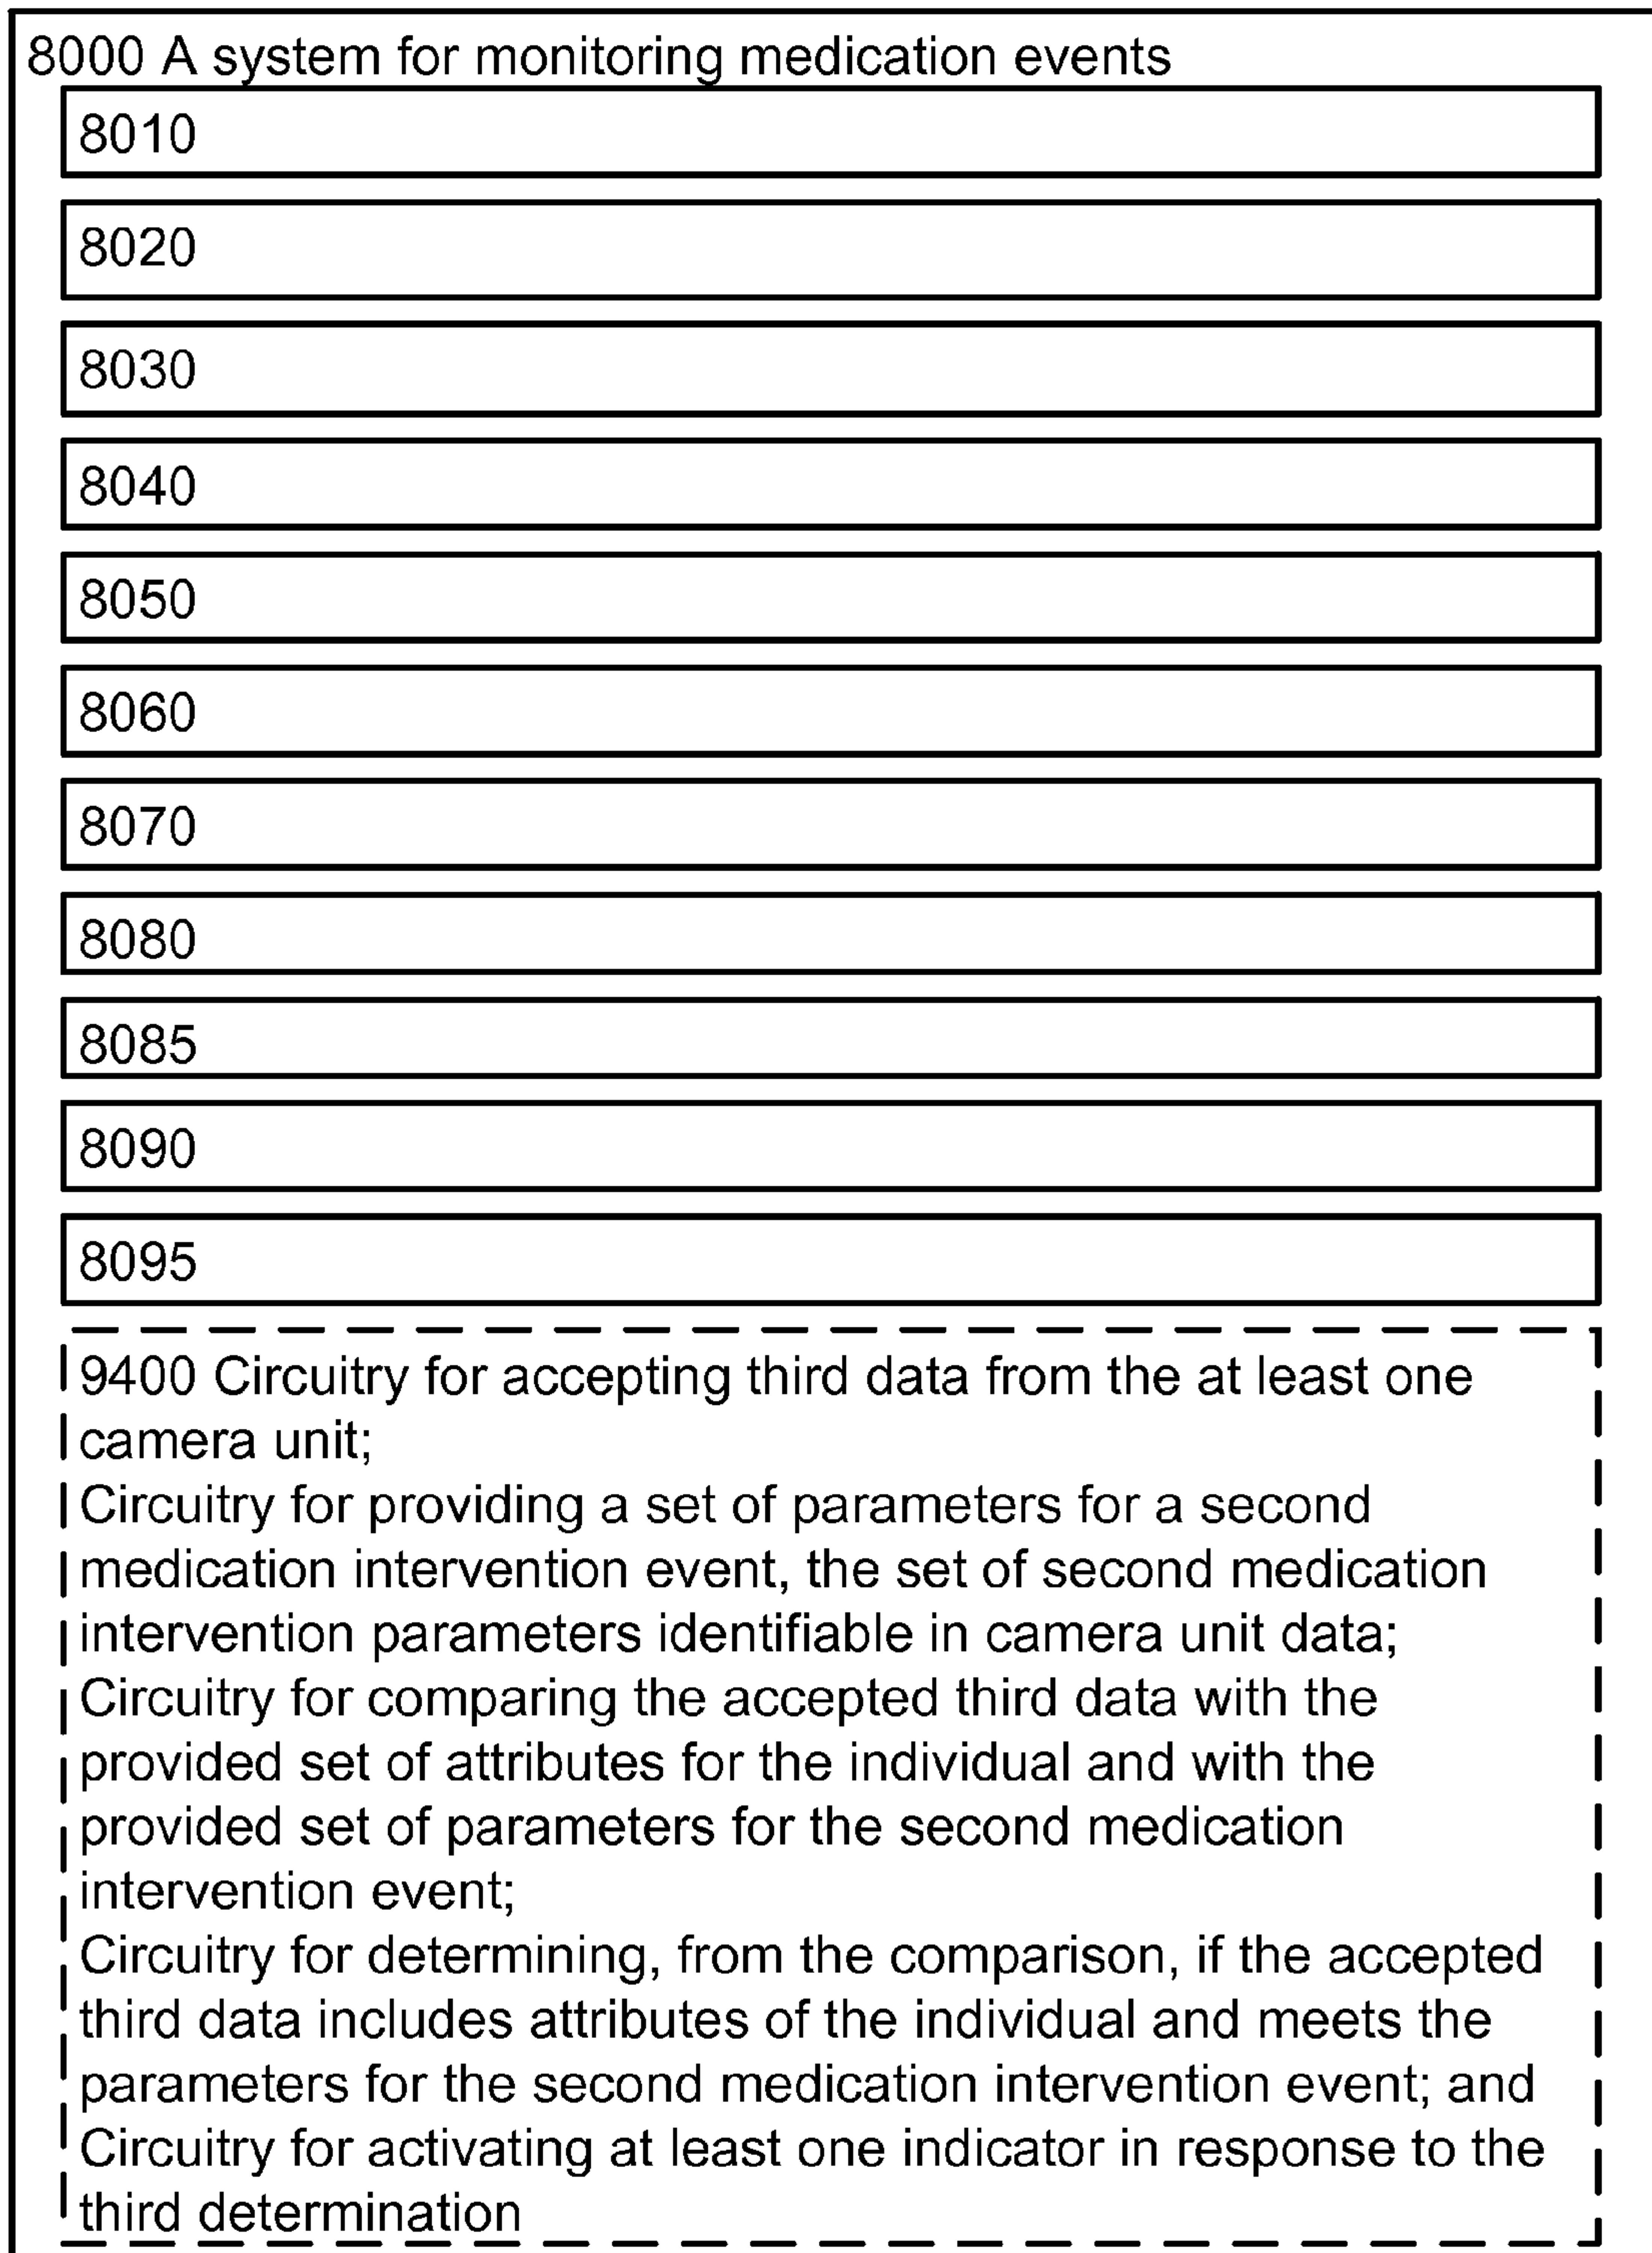 8000 A system for monitoring medication events
8010
8020
8030
8040
8050
8060
8070
8080
8085
8090
8095
9400 Circuitry for accepting third data from the at least one
camera unit;
Circuitry for providing a set of parameters for a second
medication intervention event, the set of second medication
intervention parameters identifiable in camera unit data;
Circuitry for comparing the accepted third data with the
provided set of attributes for the individual and with the
provided set of parameters for the second medication
intervention event;
Circuitry for determining, from the comparison, if the accepted
third data includes attributes of the individual and meets the
parameters for the second medication intervention event; and
Circuitry for activating at least one indicator in response to the
third determination